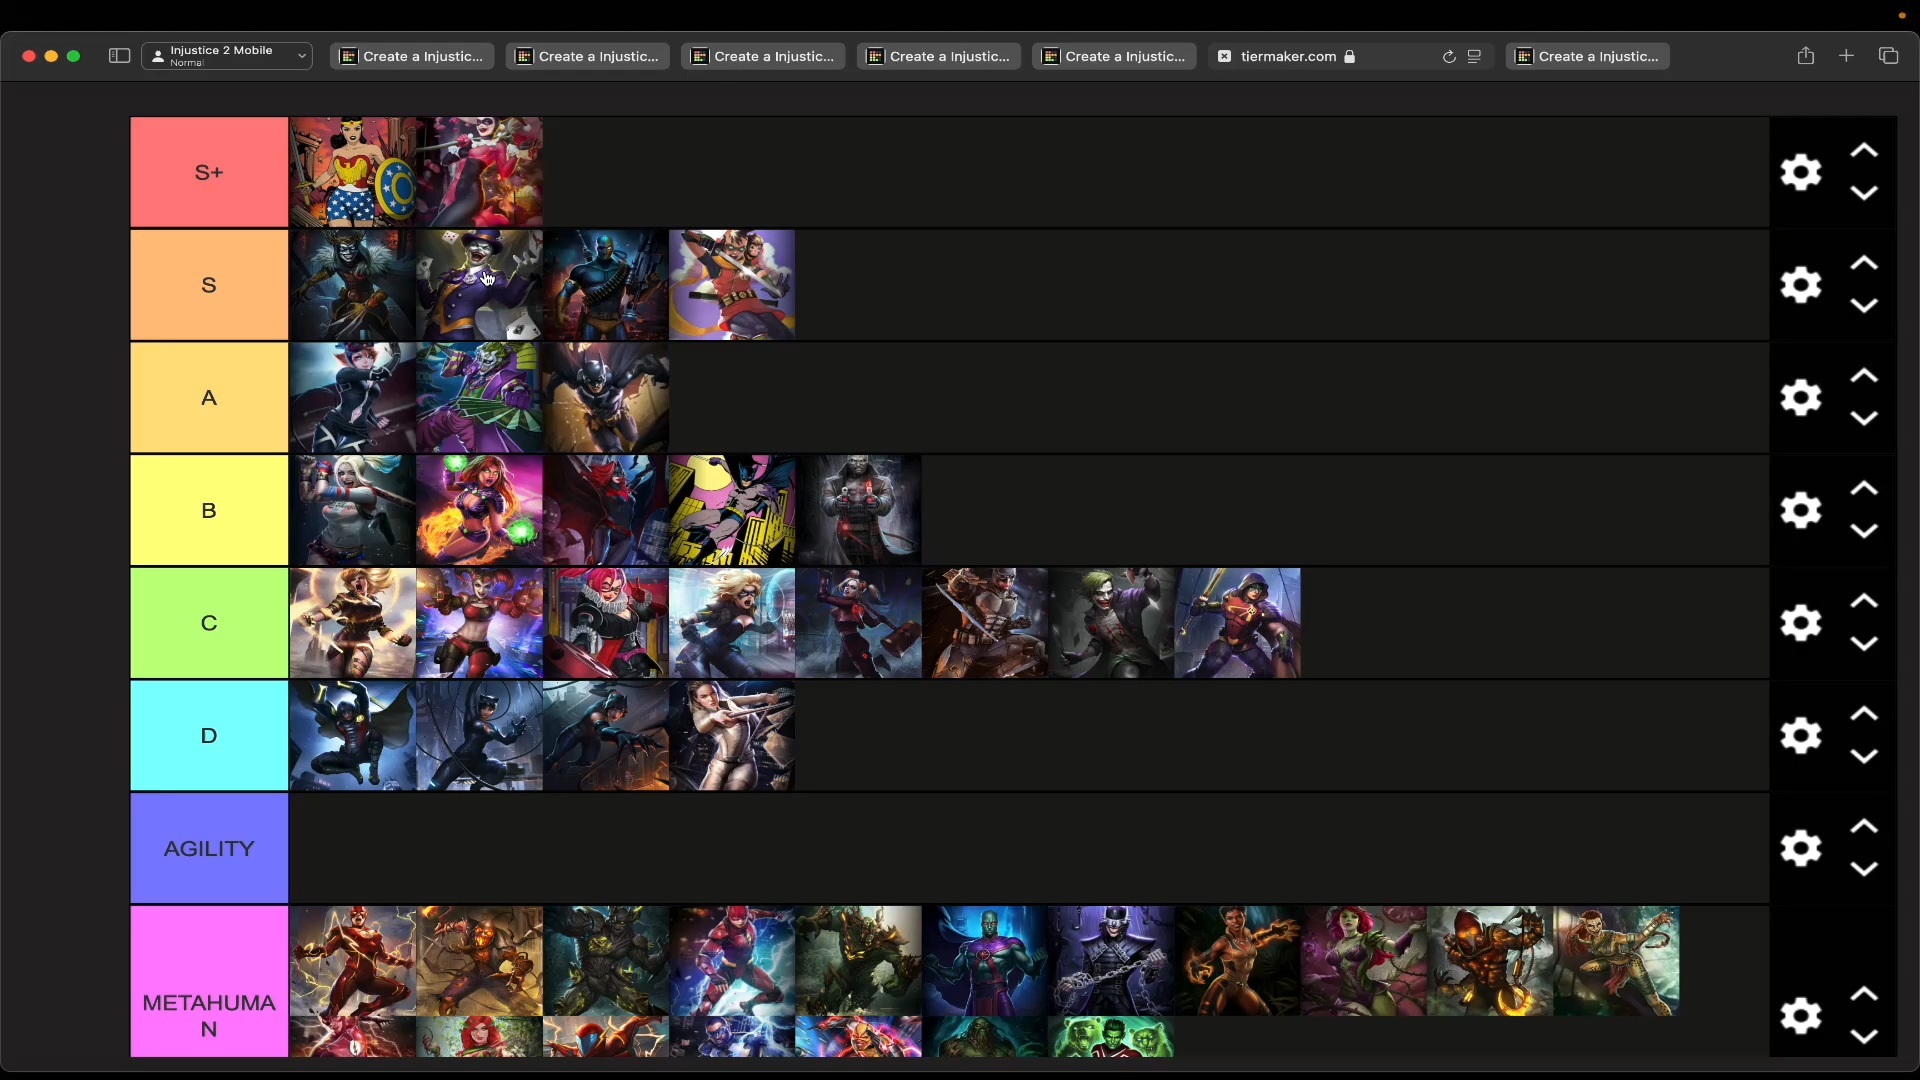 Injustice 2 Mobile
Normal
Create a Injustic...
Create a Injustic...
Create a Injustic...
Create a Injustic...
Create a Injustic...
tiermaker.com
Create a Injustic...
S+
S
A
B
C
D
AGILITY
METAHUMA
N